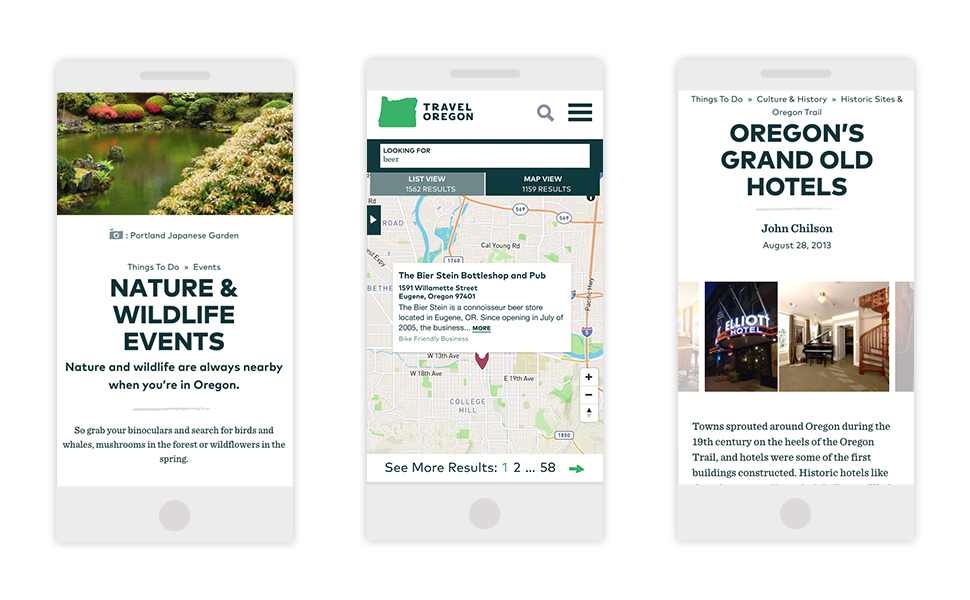 : Portland Japanese Garden
Things To Do » Events
NATURE &
WILDLIFE
EVENTS
Nature and wildlife are always nearby
when you're in Oregon.
So grab your binoculars and search for birds and
whales, mushrooms in the forest or wildflowers in the
spring.
TRAVEL
OREGON
LOOKING FOR
beer
LIST VIEW
1562 RESULTS
MAP VIEW
1159 RESULTS
Rd
ROAD
569
569
Cal Young Rd
1740
est Expy
BETHE
Pacific Hwy
The Bier Stein Bottleshop and Pub
1591 Willamette Street
Eugene, Oregon 97401
The Bier Stein is a connoisseur beer store
located in Eugene, OR. Since opening in July of
2005, the business... MORE
Bike Friendly Business
5
W 13th Ave
W 18th Ave
E 19th Ave
COLLEGE
HILL
1850
+
–
See More Results: 1 2 ... 58
Things To Do » Culture & History » Historic Sites &
Oregon Trail
OREGON'S
GRAND OLD
HOTELS
John Chilson
August 28, 2013
ELLIOTT
HOTEL
Towns sprouted around Oregon during the
19th century on the heels of the Oregon
Trail, and hotels were some of the first
buildings constructed. Historic hotels like